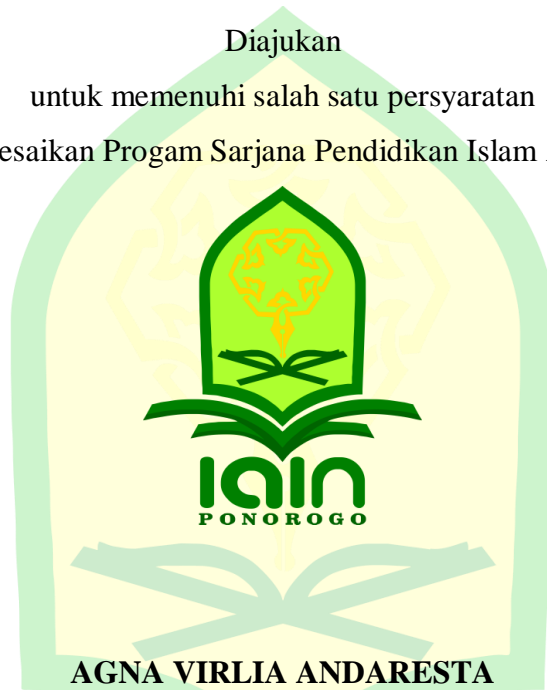 Diajukan
untuk memenuhi salah satu persyaratan
esaikan Progam Sarjana Pendidikan Islam
IAIN
PONOROGO
AGNA VIRLIA ANDARESTA